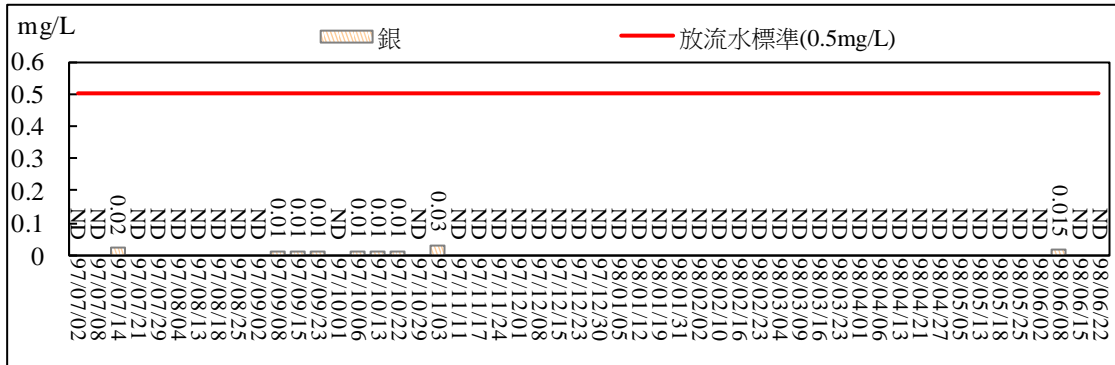 mg/L
銀 放流水標準(0.5mg/L)
0.6
0.5
0.4
0.3
0.2
0.1
0
ND ND 0.02 ND ND ND ND ND ND ND 0.01 0.01 0.01 ND 0.01 0.01 0.01 ND 0.03 ND ND ND ND ND ND ND ND ND ND ND ND ND ND ND ND ND ND ND ND ND ND ND ND ND ND ND ND ND ND 0.015 ND ND
97/07/02 97/07/08 97/07/14 97/07/21 97/07/29 97/08/04 97/08/13 97/08/18 97/08/25 97/09/02 97/09/08 97/09/15 97/09/23 97/10/01 97/10/06 97/10/13 97/10/22 97/10/29 97/11/03 97/11/11 97/11/17 97/11/24 97/12/01 97/12/08 97/12/15 97/12/23 97/12/30 98/01/05 98/01/12 98/01/19 98/01/31 98/02/02 98/02/10 98/02/16 98/02/23 98/03/04 98/03/09 98/03/16 98/03/23 98/04/01 98/04/06 98/04/13 98/04/21 98/04/27 98/05/05 98/05/13 98/05/18 98/05/25 98/06/02 98/06/08 98/06/15 98/06/22